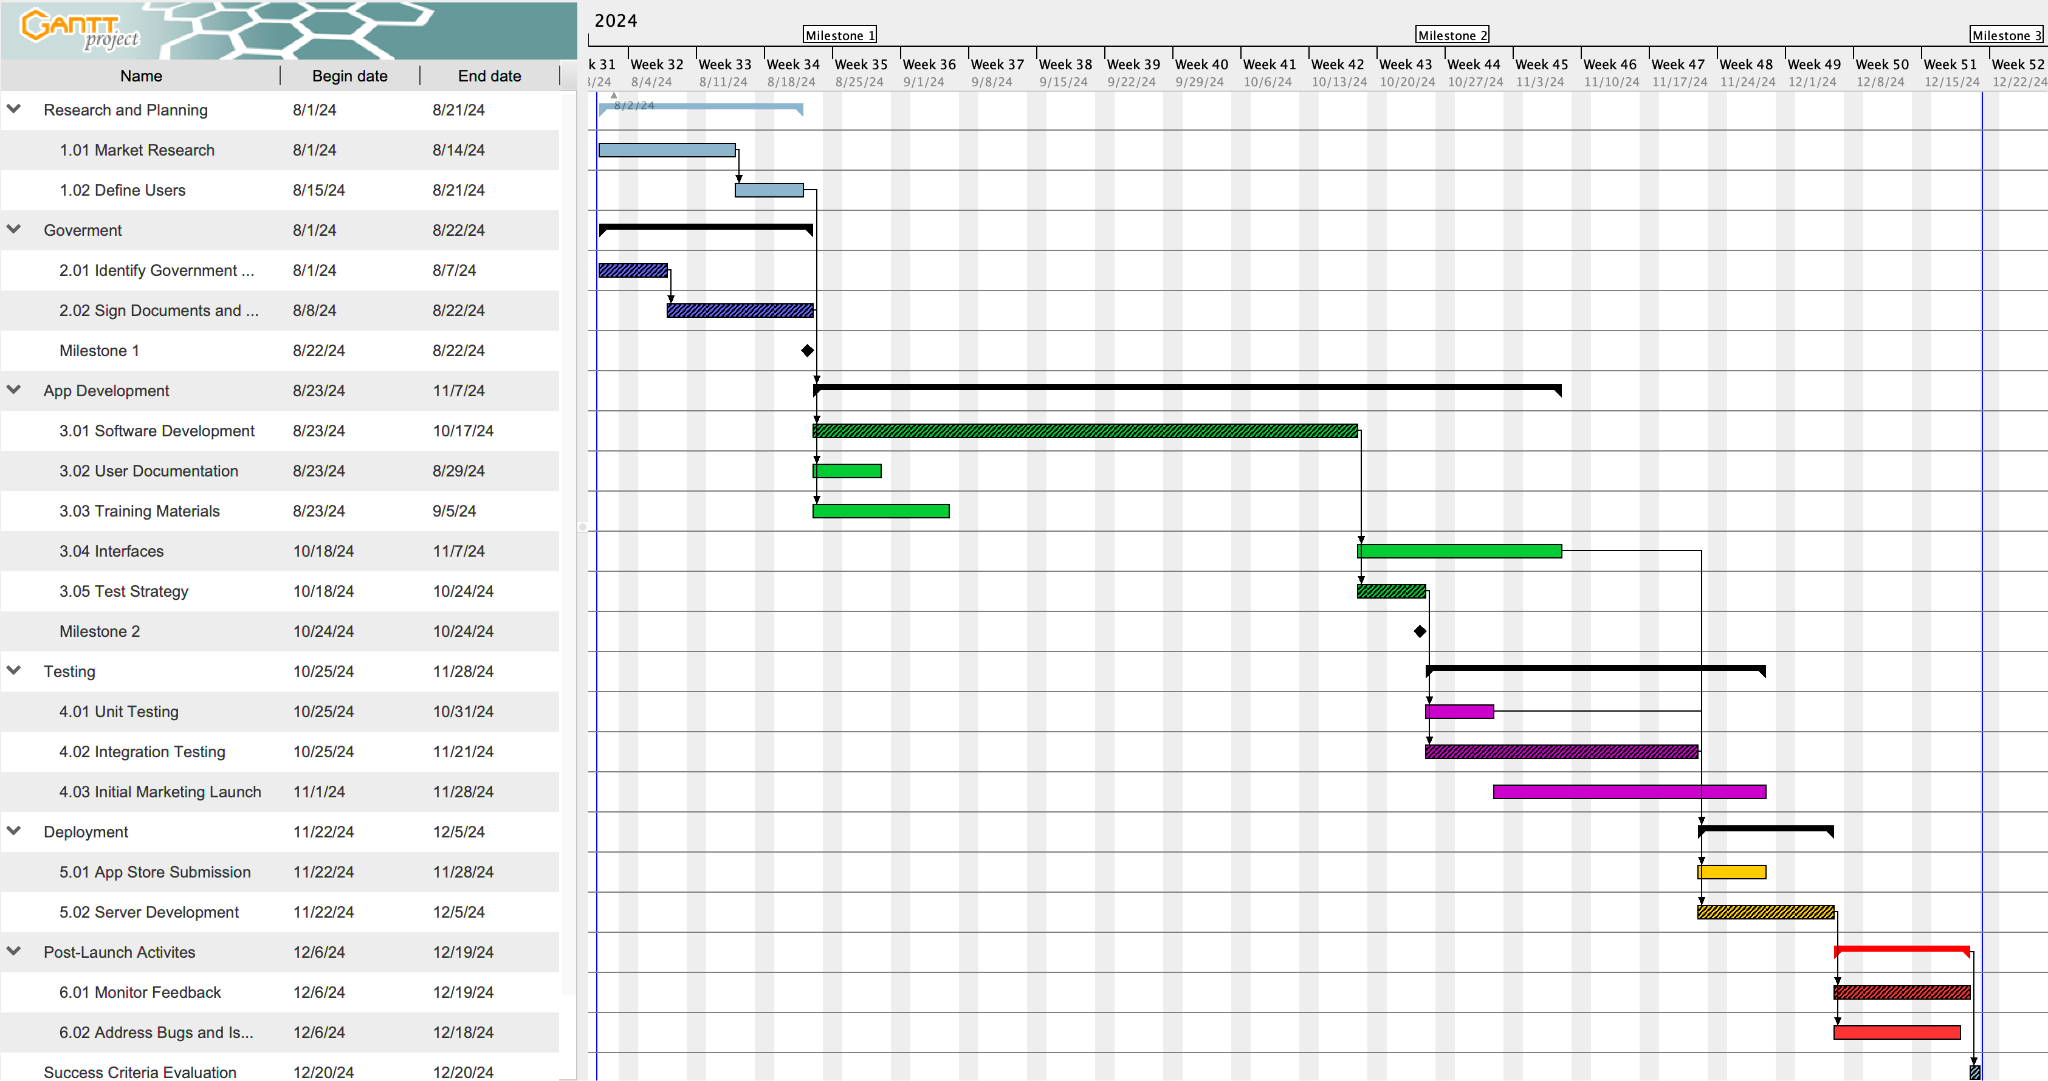 GANTT
project
2024
Milestone 1
Milestone 2
Milestone 3
Name Begin date End date
k 31 Week 32 Week 33 Week 34 Week 35 Week 36 Week 37 Week 38 Week 39 Week 40 Week 41 Week 42 Week 43 Week 44 Week 45 Week 46 Week 47 Week 48 Week 49 Week 50 Week 51 Week 52
/24 8/4/24 8/11/24 8/18/24 8/25/24 9/1/24 9/8/24 9/15/24 9/22/24 9/29/24 10/6/24 10/13/24 10/20/24 10/27/24 11/3/24 11/10/24 11/17/24 11/24/24 12/1/24 12/8/24 12/15/24 12/22/24
8/2/24
Research and Planning 8/1/24 8/21/24
1.01 Market Research 8/1/24 8/14/24
1.02 Define Users 8/15/24 8/21/24
Goverment 8/1/24 8/22/24
2.01 Identify Government ... 8/1/24 8/7/24
2.02 Sign Documents and ... 8/8/24 8/22/24
Milestone 1 8/22/24 8/22/24
App Development 8/23/24 11/7/24
3.01 Software Development 8/23/24 10/17/24
3.02 User Documentation 8/23/24 8/29/24
3.03 Training Materials 8/23/24 9/5/24
3.04 Interfaces 10/18/24 11/7/24
3.05 Test Strategy 10/18/24 10/24/24
Milestone 2 10/24/24 10/24/24
Testing 10/25/24 11/28/24
4.01 Unit Testing 10/25/24 10/31/24
4.02 Integration Testing 10/25/24 11/21/24
4.03 Initial Marketing Launch 11/1/24 11/28/24
Deployment 11/22/24 12/5/24
5.01 App Store Submission 11/22/24 11/28/24
5.02 Server Development 11/22/24 12/5/24
Post-Launch Activites 12/6/24 12/19/24
6.01 Monitor Feedback 12/6/24 12/19/24
6.02 Address Bugs and Is... 12/6/24 12/18/24
Success Criteria Evaluation 12/20/24 12/20/24